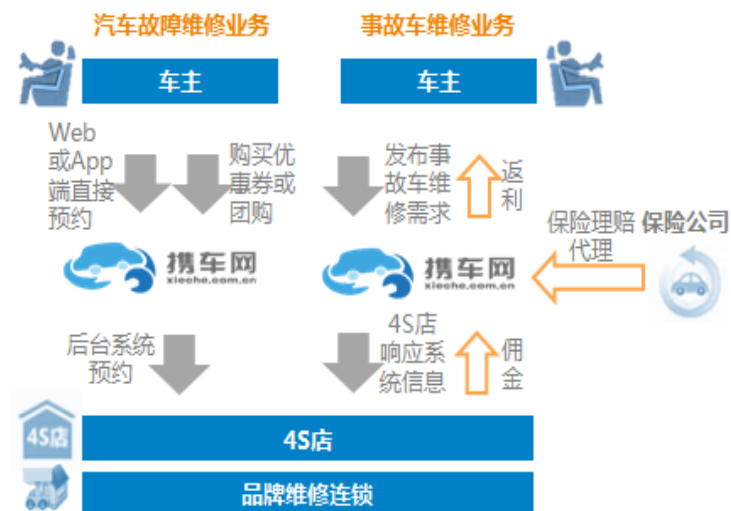 汽车故障维修业务
事故车维修业务
车主
车主
Web
或App
端直接
预约
购买优
惠券或
团购
发布事
故车维
修需求
返
利
保险理赔
代理
保险公司
携车网
xieche.com.cn
携车网
xieche.com.cn
后台系统
预约
4S店
响应系
统信息
佣
金
4S店
4S店
品牌维修连锁